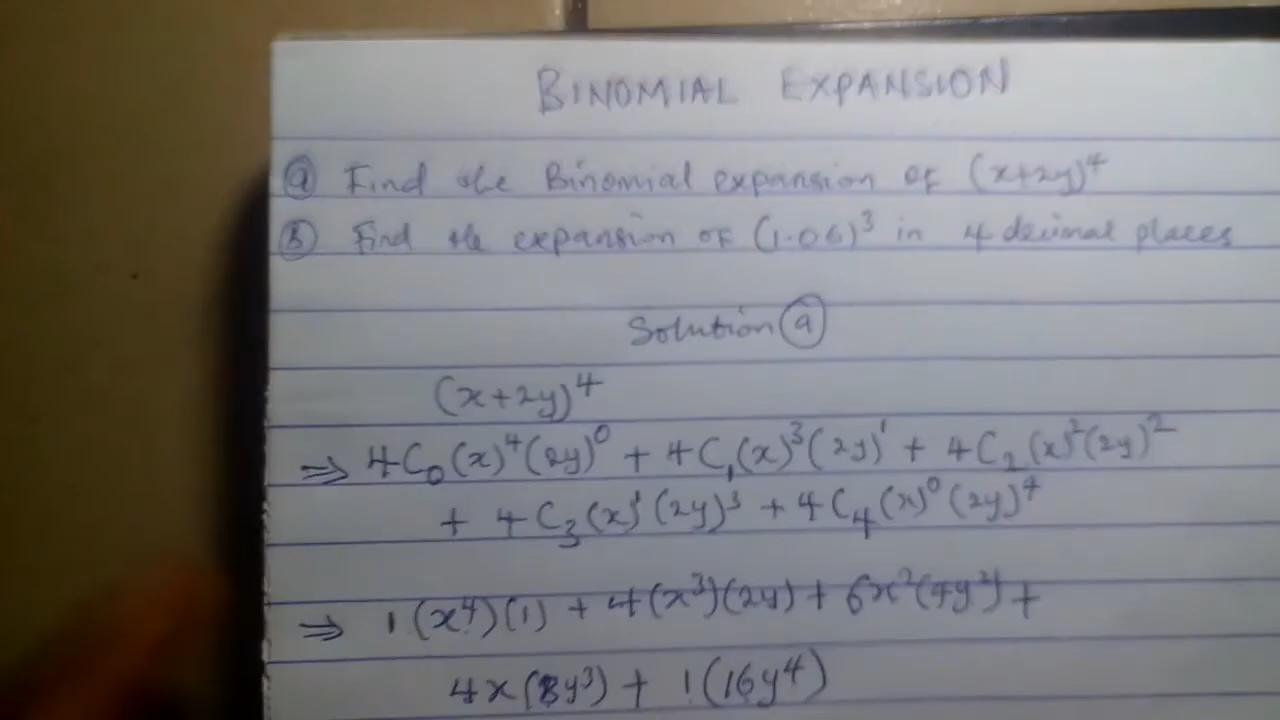 BINOMIAL EXPANSION
ⓐ Find the Binomial expansion of (x+2y)⁴
ⓑ Find the expansion of (1.06)³ in 4 decimal places
Solution ⓐ
(x+2y)⁴
⇒ 4C₀(x)⁴(2y)⁰ + 4C₁(x)³(2y)¹ + 4C₂(x)²(2y)²
+ 4C₃(x)¹(2y)³ + 4C₄(x)⁰(2y)⁴
⇒ 1(x⁴)(1) + 4(x³)(2y) + 6x²(4y²) +
4x(8y³) + 1(16y⁴)